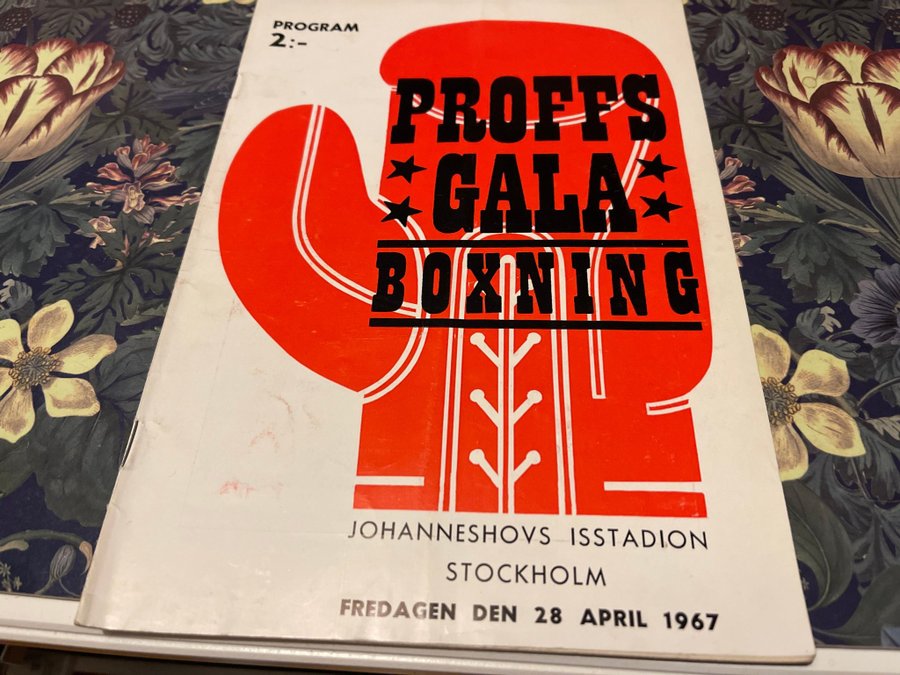 PROGRAM
2:-
PROFFS
GALA
BOXNING
JOHANNESHOVS ISSTADION
STOCKHOLM
FREDAGEN DEN 28 APRIL 1967